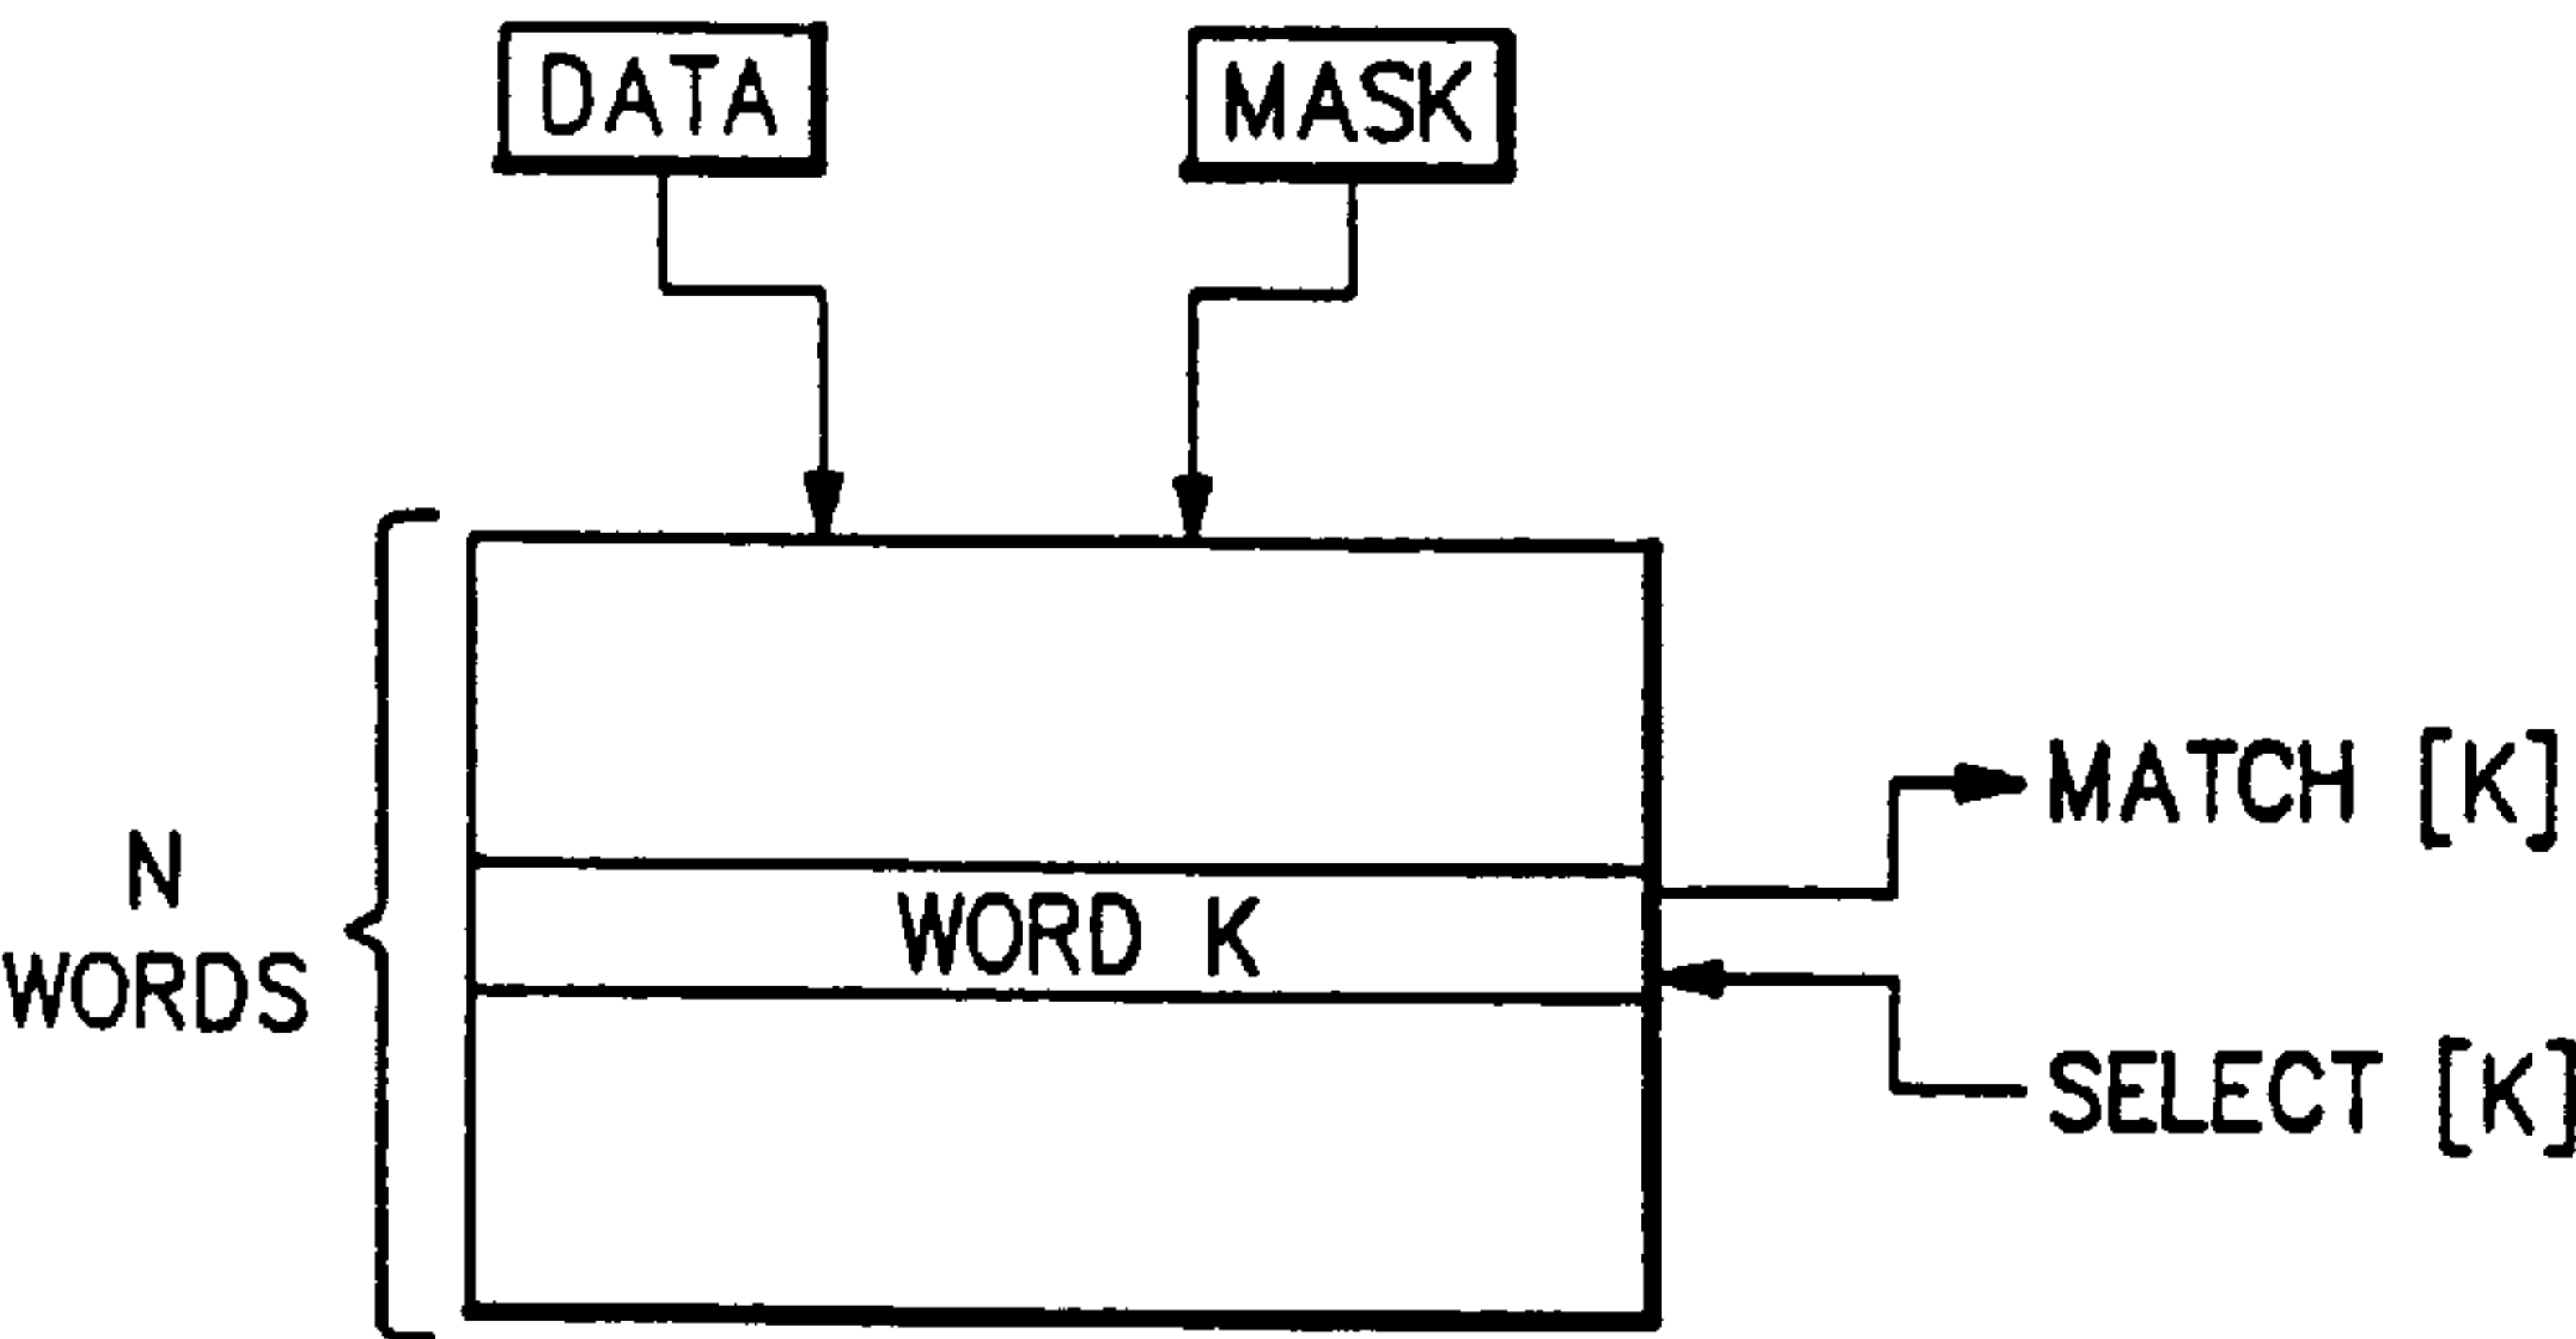 DATA
MASK
N
WORDS
WORD K
MATCH [K]
SELECT [K]